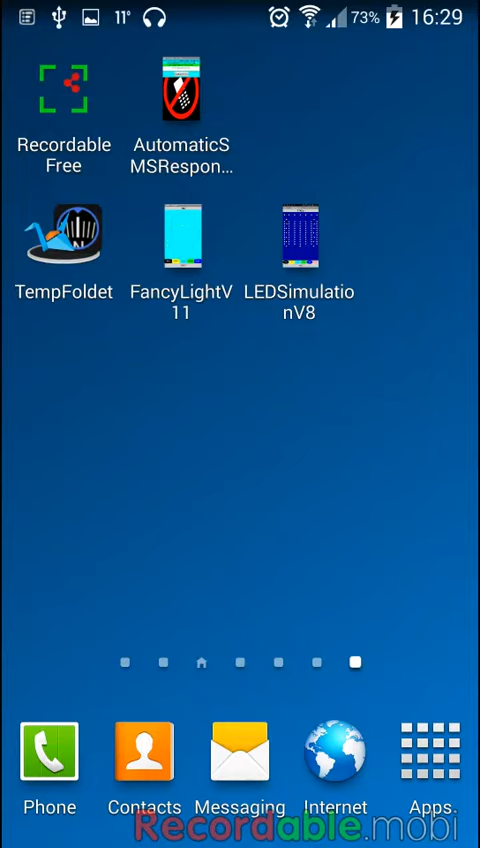 11° 73% 16:29
Recordable
Free
AutomaticS
MSRespon...
TempFoldet
FancyLightV
11
LEDSimulatio
nV8
Phone
Contacts
Messaging
Internet
Apps.
Recordable.mobi